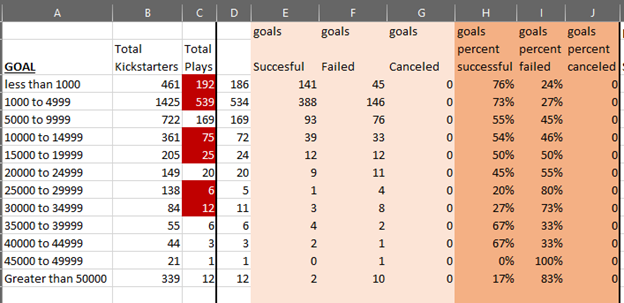 A B C D E F G H I J
goals goals goals goals goals goals
Total Total percent percent percent
GOAL Kickstarters Plays Succesful Failed Canceled successful failed canceled
less than 1000 461 192 186 141 45 0 76% 24% 0
1000 to 4999 1425 539 534 388 146 0 73% 27% 0
5000 to 9999 722 169 169 93 76 0 55% 45% 0
10000 to 14999 361 75 72 39 33 0 54% 46% 0
15000 to 19999 205 25 24 12 12 0 50% 50% 0
20000 to 24999 149 20 20 9 11 0 45% 55% 0
25000 to 29999 138 6 5 1 4 0 20% 80% 0
30000 to 34999 84 12 11 3 8 0 27% 73% 0
35000 to 39999 55 6 6 4 2 0 67% 33% 0
40000 to 44999 44 3 3 2 1 0 67% 33% 0
45000 to 49999 21 1 1 0 1 0 0% 100% 0
Greater than 50000 339 12 12 2 10 0 17% 83% 0